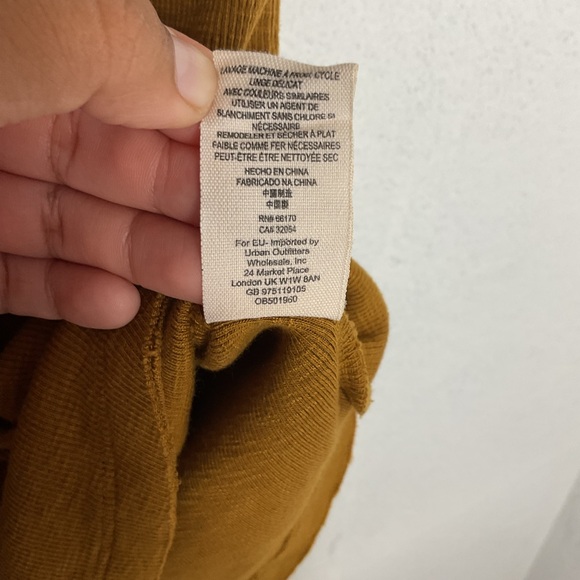 LAVAGE MACHINE À FROID CYCLE
LINGE DÉLICAT
AVEC COULEURS SIMILAIRES
UTILISER UN AGENT DE
BLANCHIMENT SANS CHLORE SI
NÉCESSAIRE
REMODELER ET SÉCHER À PLAT
FAIBLE COMME FER NÉCESSAIRES
PEUT-ÊTRE ÊTRE NETTOYÉE SEC
HECHO EN CHINA
FABRICADO NA CHINA
中國制造
中国製
RN# 66170
CA# 32054
For EU- Imported by
Urban Outfitters
Wholesale, Inc
24 Market Place
London UK W1W 8AN
GB 975119105
OB501960